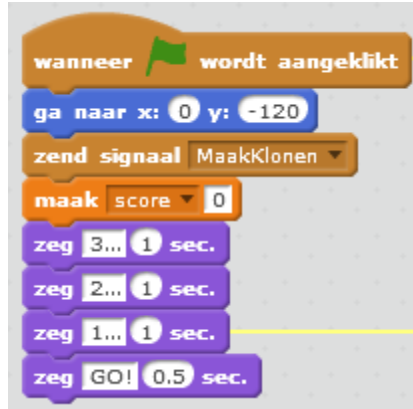 wanneer wordt aangeklikt
ga naar x: 0 y: -120
zend signaal MaakKlonen
maak score 0
zeg 3... 1 sec.
zeg 2... 1 sec.
zeg 1... 1 sec.
zeg GO! 0.5 sec.